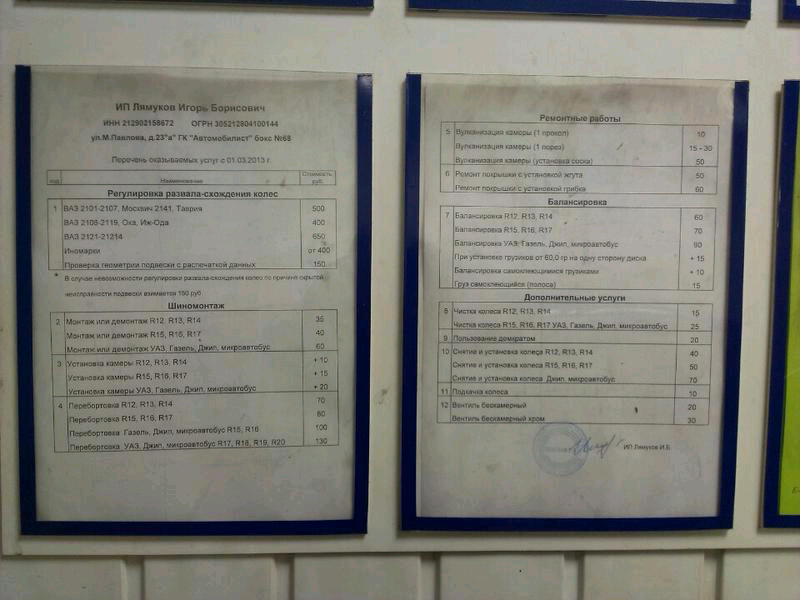 ИП Лямуков Игорь Борисович
ИНН 212902158672 ОГРН 305212804100144
ул.М.Павлова, д.23"а" ГК "Автомобилист" бокс №68
Перечень оказываемых услуг с 01.03.2013 г.
код Наименование Стоимость руб.
Регулировка развала-схождения колес
1 ВАЗ 2101-2107, Москвич 2141, Таврия 500
ВАЗ 2108-2119, Ока, Иж-Ода 400
ВАЗ 2121-21214 650
Иномарки от 400
Проверка геометрии подвески с распечаткой данных 150
* В случае невозможности регулировки развала-схождения колес по причине скрытой
неисправности подвески взимается 150 руб.
Шиномонтаж
2 Монтаж или демонтаж R12, R13, R14 35
Монтаж или демонтаж R15, R16, R17 40
Монтаж или демонтаж УАЗ, Газель, Джип, микроавтобус 60
3 Установка камеры R12, R13, R14 + 10
Установка камеры R15, R16, R17 + 15
Установка камеры УАЗ, Газель, Джип, микроавтобус + 20
4 Перебортовка R12, R13, R14 70
Перебортовка R15, R16, R17 80
Перебортовка Газель, Джип, микроавтобус R15, R16 100
Перебортовка УАЗ, Джип, микроавтобус R17, R18, R19, R20 130
Ремонтные работы
5 Вулканизация камеры (1 прокол) 10
Вулканизация камеры (1 порез) 15 - 30
Вулканизация камеры (установка соска) 50
6 Ремонт покрышки с установкой жгута 50
Ремонт покрышки с установкой грибка 60
Балансировка
7 Балансировка R12, R13, R14 60
Балансировка R15, R16, R17 70
Балансировка УАЗ, Газель, Джип, микроавтобус 90
При установке грузиков от 60,0 гр на одну сторону диска + 15
Балансировка самоклеющимися грузиками + 10
Груз самоклеющийся (полоса) 15
Дополнительные услуги
8 Чистка колеса R12, R13, R14 15
Чистка колеса R15, R16, R17 УАЗ, Газель, Джип, микроавтобус 25
9 Пользование домкратом 20
10 Снятие и установка колеса R12, R13, R14 40
Снятие и установка колеса R15, R16, R17 50
Снятие и установка колеса Джип, микроавтобус 70
11 Подкачка колеса 10
12 Вентиль бескамерный 20
Вентиль бескамерный хром 30
ИП Лямуков И.Б.